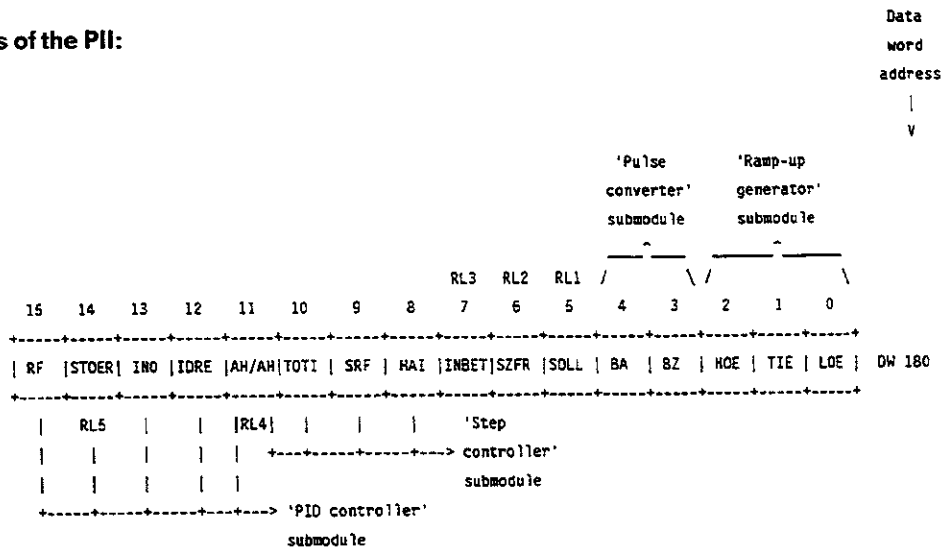 Data
s of the PII: word
address
|
V
'Pulse 'Ramp-up
converter' generator'
submodule submodule
RL3 RL2 RL1 / \ / \
15 14 13 12 11 10 9 8 7 6 5 4 3 2 1 0
+-----+-----+-----+-----+-----+-----+-----+-----+-----+-----+-----+-----+-----+-----+-----+-----+
| RF |STOER| INO |IDRE |AH/AH|TOTI | SRF | HAI |INBET|SZFR |SOLL | BA | BZ | HOE | TIE | LOE | DW 180
+-----+-----+-----+-----+-----+-----+-----+-----+-----+-----+-----+-----+-----+-----+-----+-----+
| RL5 | | |RL4| | | | 'Step
| | | | | +---+-----+-----+---> controller'
| | | | | submodule
+-----+-----+-----+---+---> 'PID controller'
submodule